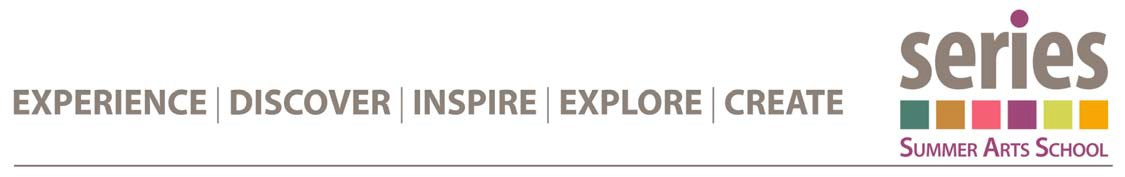 series
EXPERIENCE | DISCOVER | INSPIRE | EXPLORE | CREATE
SUMMER ARTS SCHOOL